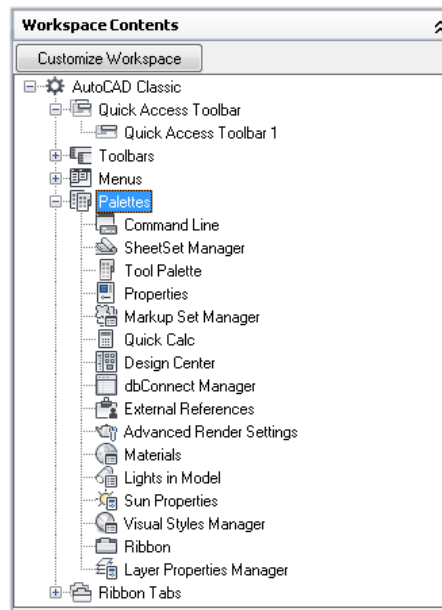 Workspace Contents
Customize Workspace
AutoCAD Classic
Quick Access Toolbar
Quick Access Toolbar 1
Toolbars
Menus
Palettes
Command Line
SheetSet Manager
Tool Palette
Properties
Markup Set Manager
Quick Calc
Design Center
dbConnect Manager
External References
Advanced Render Settings
Materials
Lights in Model
Sun Properties
Visual Styles Manager
Ribbon
Layer Properties Manager
Ribbon Tabs